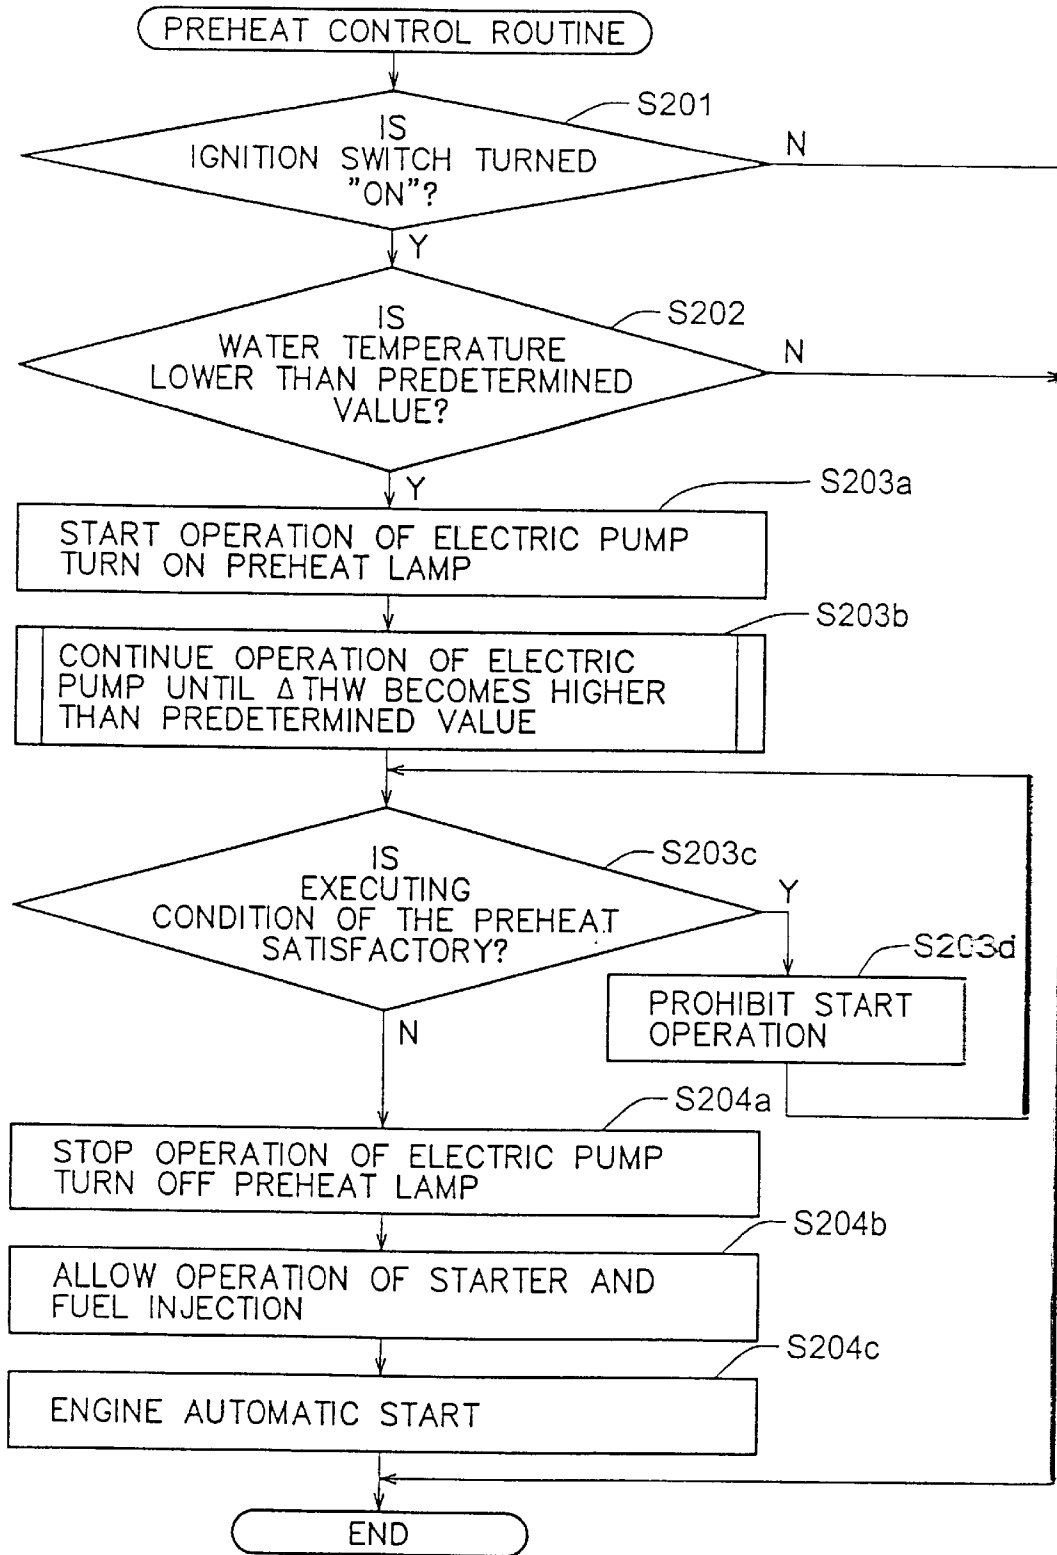 PREHEAT CONTROL ROUTINE
S201
IS
IGNITION SWITCH TURNED
"ON"?
N
Y
S202
IS
WATER TEMPERATURE
LOWER THAN PREDETERMINED
VALUE?
N
Y
S203a
START OPERATION OF ELECTRIC PUMP
TURN ON PREHEAT LAMP
S203b
CONTINUE OPERATION OF ELECTRIC
PUMP UNTIL ΔTHW BECOMES HIGHER
THAN PREDETERMINED VALUE
S203c
IS
EXECUTING
CONDITION OF THE PREHEAT
SATISFACTORY?
Y
S203d
PROHIBIT START
OPERATION
N
S204a
STOP OPERATION OF ELECTRIC PUMP
TURN OFF PREHEAT LAMP
S204b
ALLOW OPERATION OF STARTER AND
FUEL INJECTION
S204c
ENGINE AUTOMATIC START
END